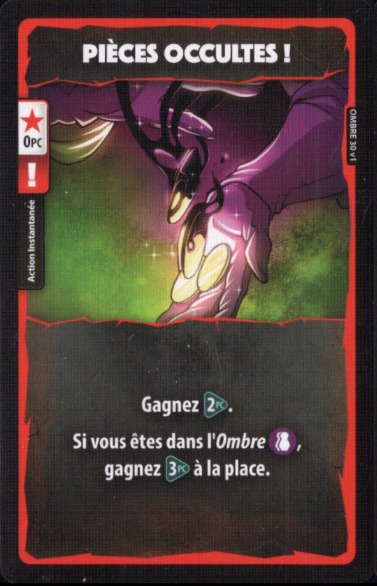 PIÈCES OCCULTES !
0PC
!
Action Instantanée
OMBRE 30 v1
Gagnez 2PC.
Si vous êtes dans l'Ombre,
gagnez 3PC à la place.